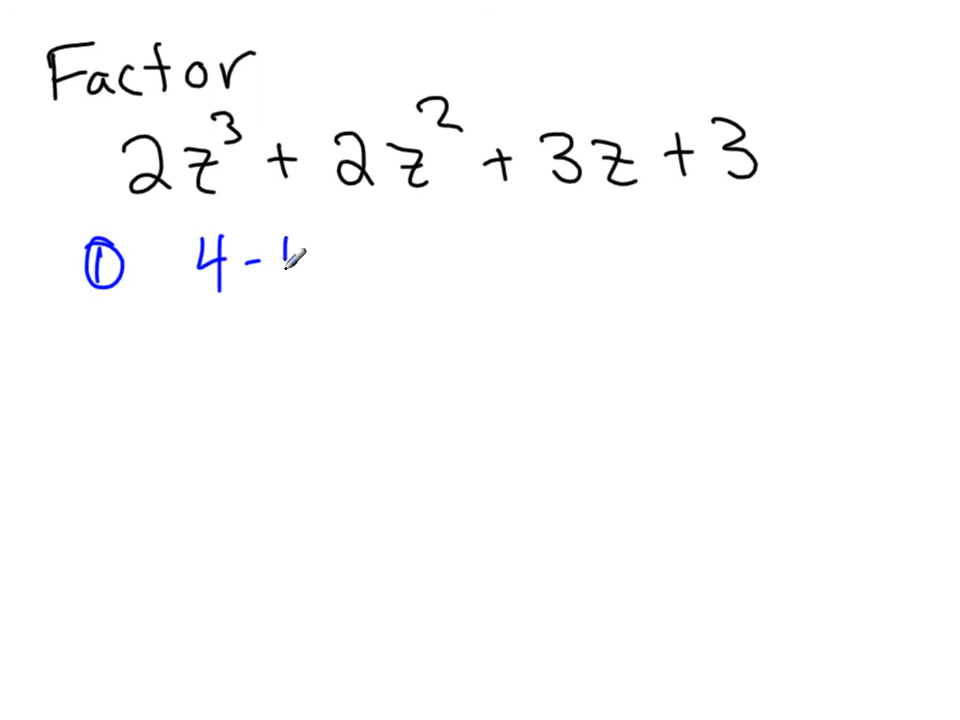 Factor
2z³ + 2z² + 3z + 3
① 4 -